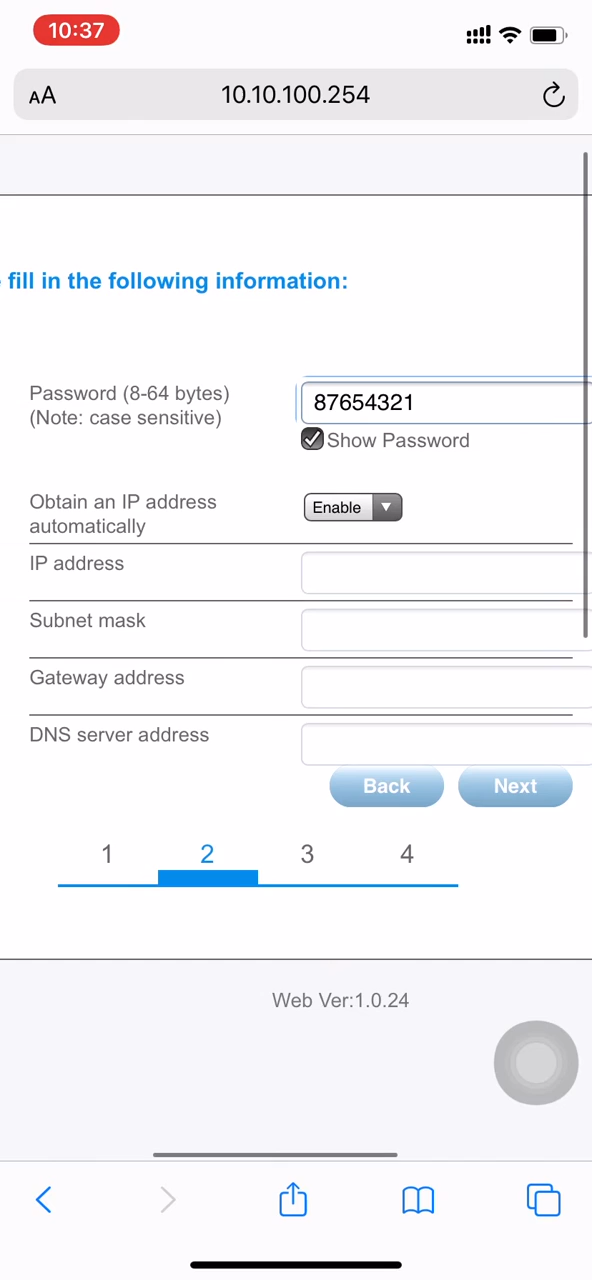 10:37
AA 10.10.100.254
fill in the following information:
Password (8-64 bytes)
(Note: case sensitive)
87654321
Show Password
Obtain an IP address
automatically
Enable
IP address
Subnet mask
Gateway address
DNS server address
Back Next
1 2 3 4
Web Ver:1.0.24